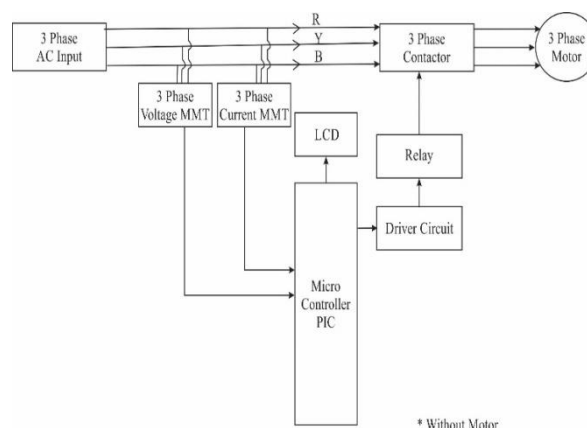 R
3 Phase
AC Input
Y
3 Phase
Contactor
3 Phase
Motor
B
3 Phase
Voltage MMT
3 Phase
Current MMT
LCD
Relay
Driver Circuit
Micro
Controller
PIC
* Without Motor